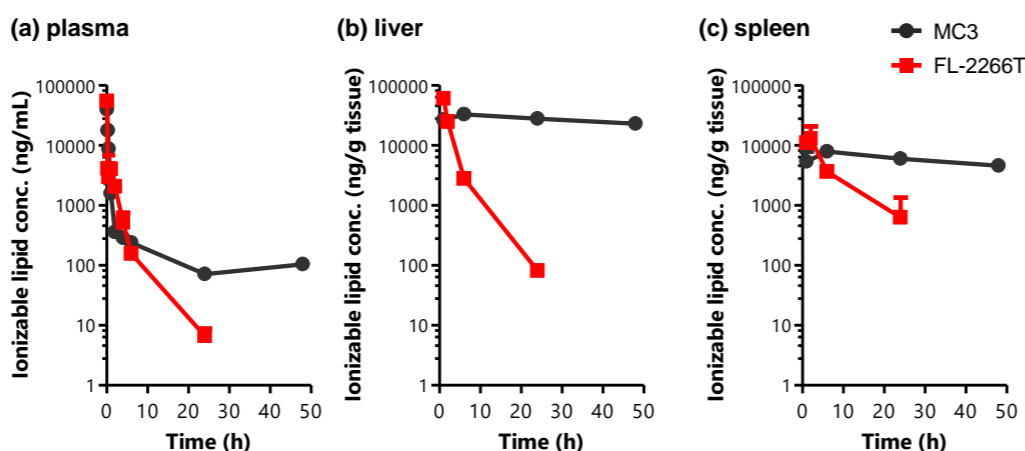 (a) plasma
(b) liver
(c) spleen
MC3
FL-2266T
Ionizable lipid conc. (ng/mL)
100000
10000
1000
100
10
1
0 10 20 30 40 50
Time (h)
Ionizable lipid conc. (ng/g tissue)
100000
10000
1000
100
10
1
0 10 20 30 40 50
Time (h)
Ionizable lipid conc. (ng/g tissue)
100000
10000
1000
100
10
1
0 10 20 30 40 50
Time (h)